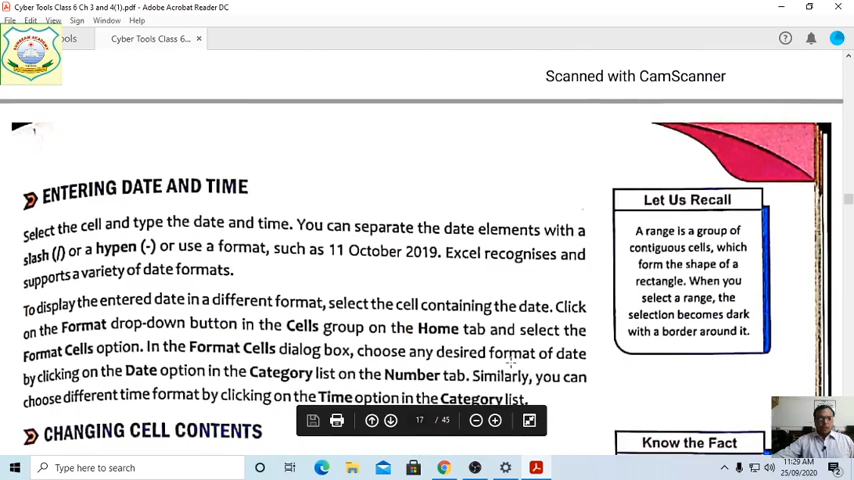 Cyber Tools Class 6 Ch 3 and 4(1).pdf - Adobe Acrobat Reader DC
File Edit View Sign Window Help
ols
Cyber Tools Class 6... ×
Scanned with CamScanner
ENTERING DATE AND TIME
Select the cell and type the date and time. You can separate the date elements with a
slash (/) or a hypen (-) or use a format, such as 11 October 2019. Excel recognises and
supports a variety of date formats.
To display the entered date in a different format, select the cell containing the date. Click
on the Format drop-down button in the Cells group on the Home tab and select the
Format Cells option. In the Format Cells dialog box, choose any desired format of date
by clicking on the Date option in the Category list on the Number tab. Similarly, you can
choose different time format by clicking on the Time option in the Category list.
CHANGING CELL CONTENTS
Let Us Recall
A range is a group of
contiguous cells, which
form the shape of a
rectangle. When you
select a range, the
selection becomes dark
with a border around it.
Know the Fact
17 / 45
Type here to search
11:29 AM
25/09/2020
2